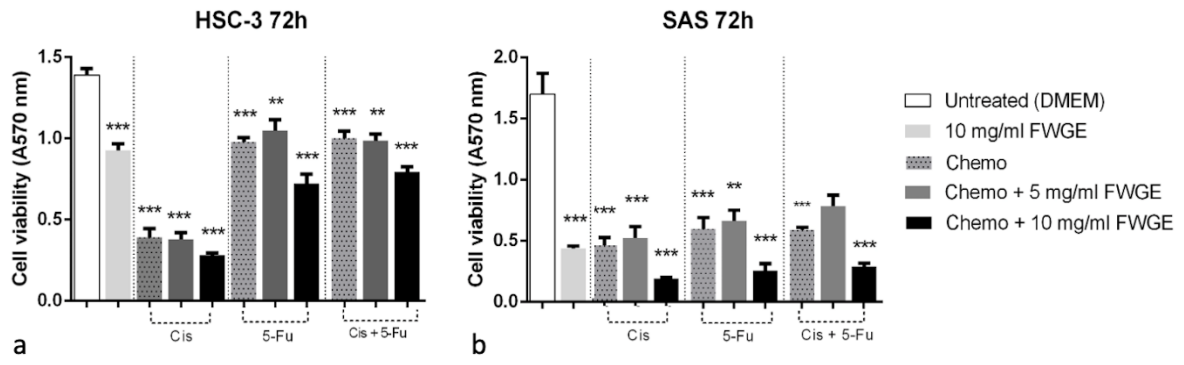 HSC-3 72h
Cell viability (A570 nm)
1.5
1.0
0.5
0.0
***
***
***
***
***
**
***
***
**
***
Cis
5-Fu
Cis + 5-Fu
a
SAS 72h
Cell viability (A570 nm)
2.0
1.5
1.0
0.5
0.0
***
***
***
***
***
**
***
***
***
Cis
5-Fu
Cis + 5-Fu
b
Untreated (DMEM)
10 mg/ml FWGE
Chemo
Chemo + 5 mg/ml FWGE
Chemo + 10 mg/ml FWGE